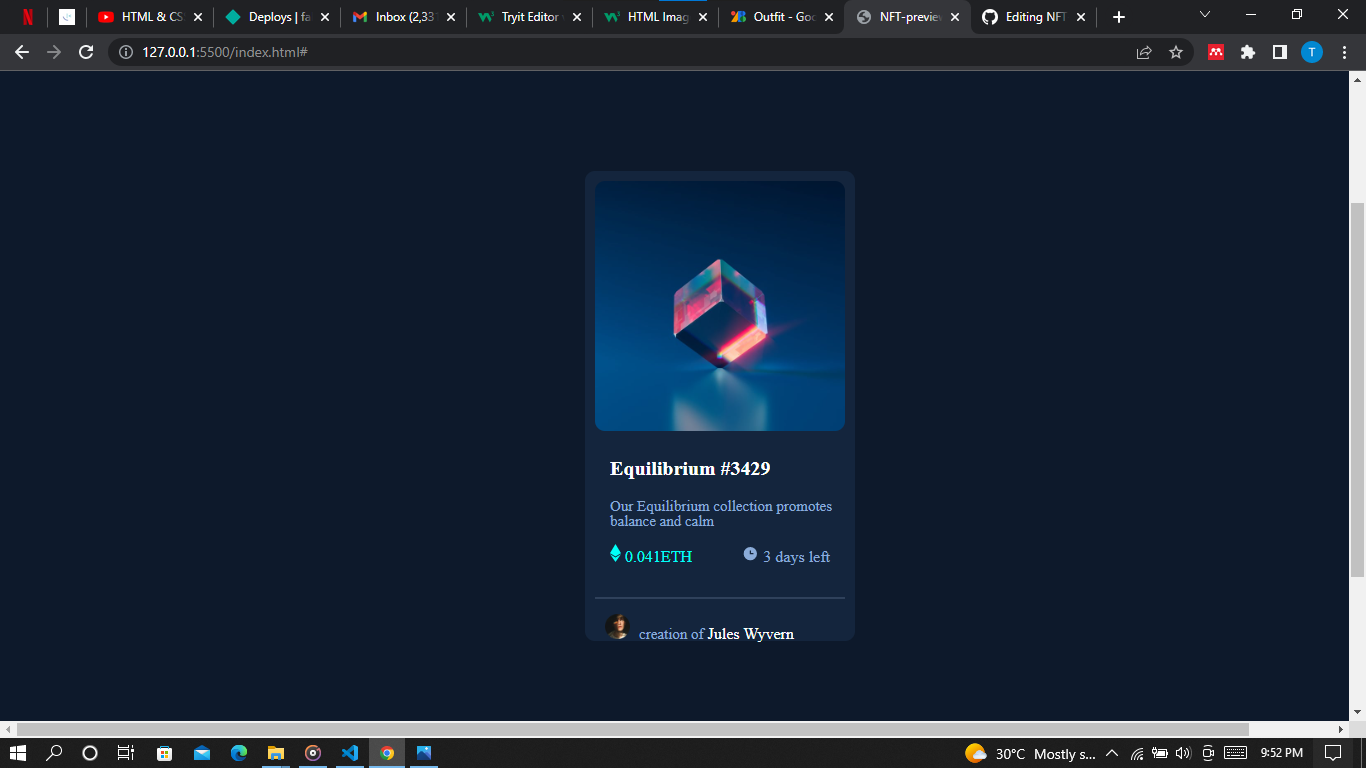 N
HTML & CS
Deploys | fa
Inbox (2,33
Tryit Editor
HTML Imag
Outfit - Goo
NFT-preview
Editing NFT
127.0.0.1:5500/index.html#
T
Equilibrium #3429
Our Equilibrium collection promotes
balance and calm
0.041ETH
3 days left
creation of Jules Wyvern
30°C Mostly s...
9:52 PM